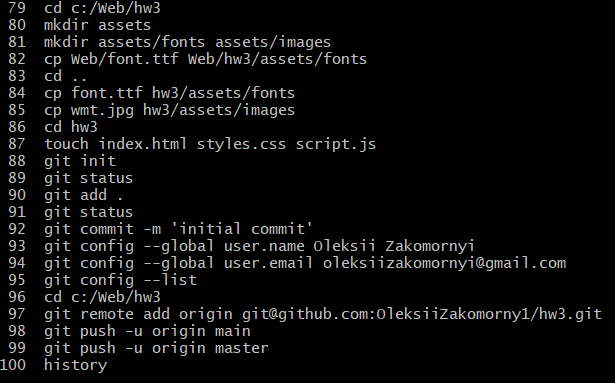 79 cd c:/Web/hw3
80 mkdir assets
81 mkdir assets/fonts assets/images
82 cp Web/font.ttf Web/hw3/assets/fonts
83 cd ..
84 cp font.ttf hw3/assets/fonts
85 cp wmt.jpg hw3/assets/images
86 cd hw3
87 touch index.html styles.css script.js
88 git init
89 git status
90 git add .
91 git status
92 git commit -m 'initial commit'
93 git config --global user.name Oleksii Zakomornyi
94 git config --global user.email oleksiizakomornyi@gmail.com
95 git config --list
96 cd c:/Web/hw3
97 git remote add origin git@github.com:OleksiiZakomorny1/hw3.git
98 git push -u origin main
99 git push -u origin master
100 history